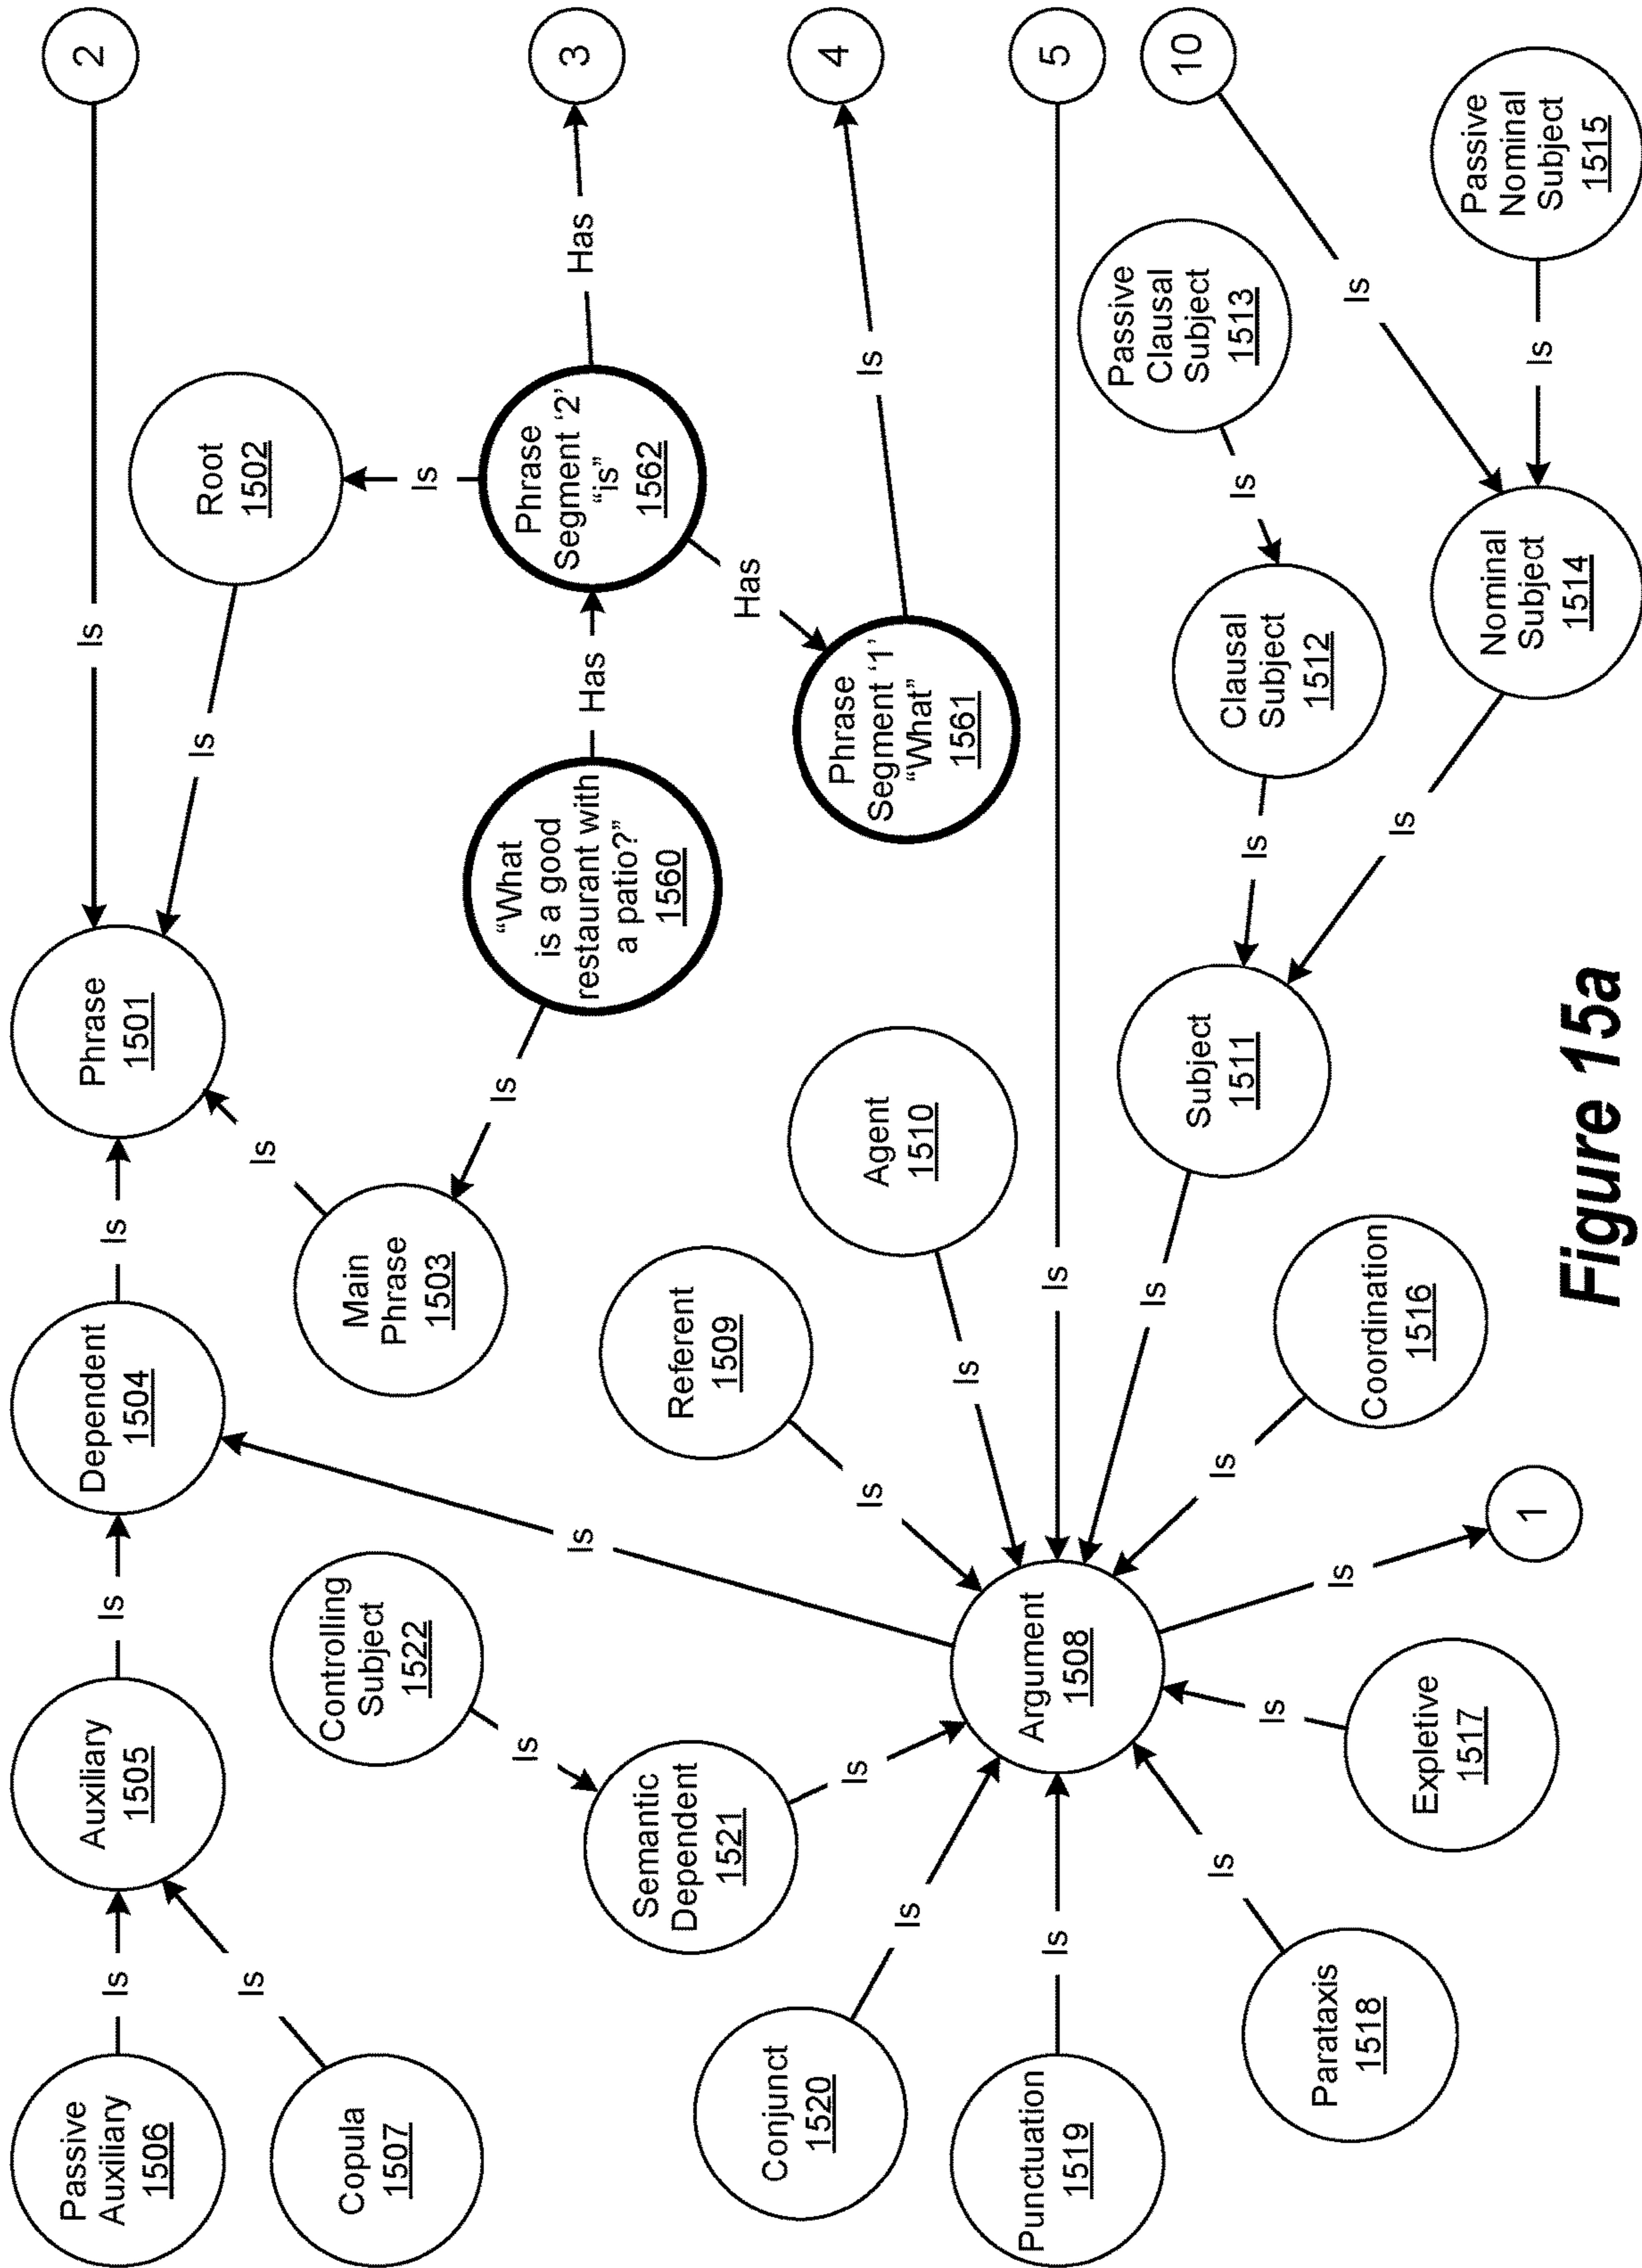 Passive
Auxiliary
1506
Is
Auxiliary
1505
Is
Dependent
1504
Is
Phrase
1501
Is
2
Copula
1507
Is
Controlling
Subject
1522
Is
Main
Phrase
1503
Is
Is
Root
1502
Is
Is
Semantic
Dependent
1521
Is
Is
Referent
1509
Is
“What
is a good
restaurant with
a patio?”
1560
Has
Phrase
Segment ‘2’
“is”
1562
Has
3
Has
Conjunct
1520
Is
Agent
1510
Is
Phrase
Segment ‘1’
“What”
1561
Is
4
Punctuation
1519
Is
Argument
1508
Is
5
Parataxis
1518
Is
Expletive
1517
Is
Is
1
Coordination
1516
Is
Is
Subject
1511
Is
Clausal
Subject
1512
Is
Passive
Clausal
Subject
1513
10
Is
Is
Nominal
Subject
1514
Is
Passive
Nominal
Subject
1515
Figure 15a